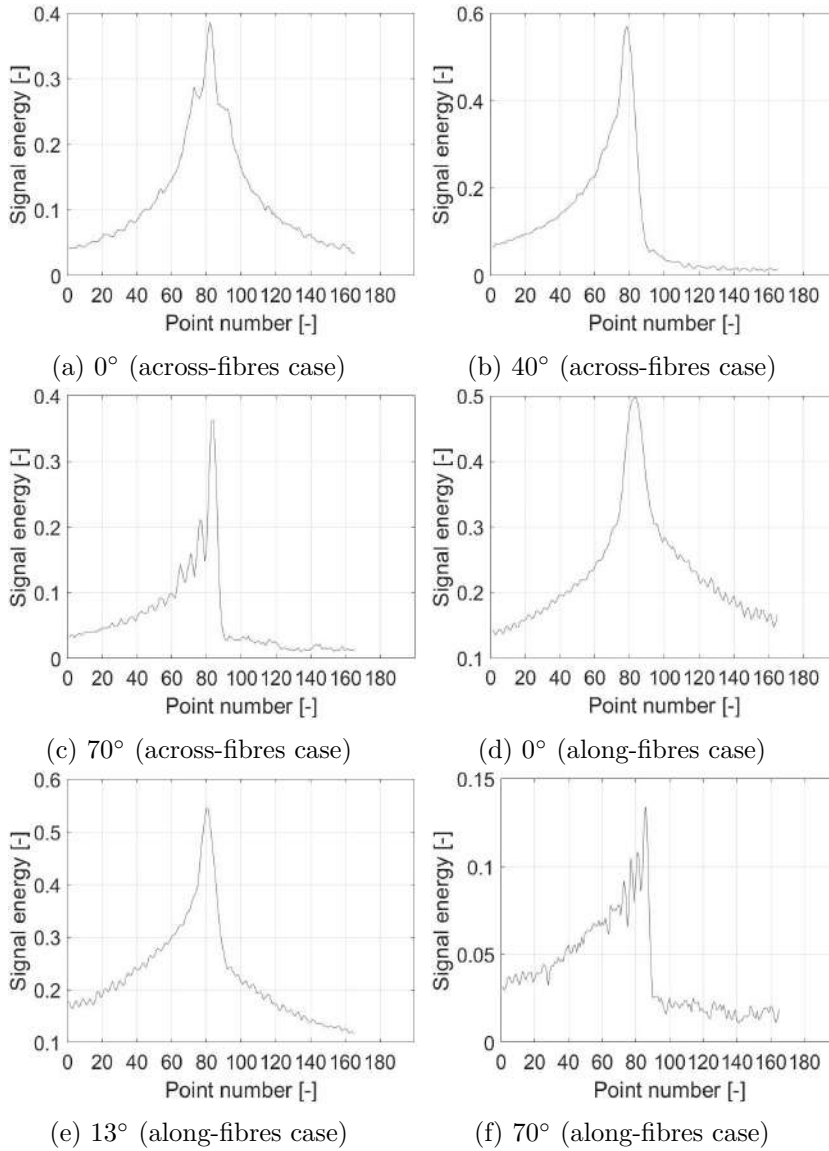 0.4
0.3
0.2
0.1
0
Signal energy [-]
0 20 40 60 80 100 120 140 160 180
Point number [-]
(a) 0° (across-fibres case)
0.6
0.4
0.2
0
Signal energy [-]
0 20 40 60 80 100 120 140 160 180
Point number [-]
(b) 40° (across-fibres case)
0.4
0.3
0.2
0.1
0
Signal energy [-]
0 20 40 60 80 100 120 140 160 180
Point number [-]
(c) 70° (across-fibres case)
0.5
0.4
0.3
0.2
0.1
Signal energy [-]
0 20 40 60 80 100 120 140 160 180
Point number [-]
(d) 0° (along-fibres case)
0.6
0.5
0.4
0.3
0.2
0.1
Signal energy [-]
0 20 40 60 80 100 120 140 160 180
Point number [-]
(e) 13° (along-fibres case)
0.15
0.1
0.05
0
Signal energy [-]
0 20 40 60 80 100 120 140 160 180
Point number [-]
(f) 70° (along-fibres case)